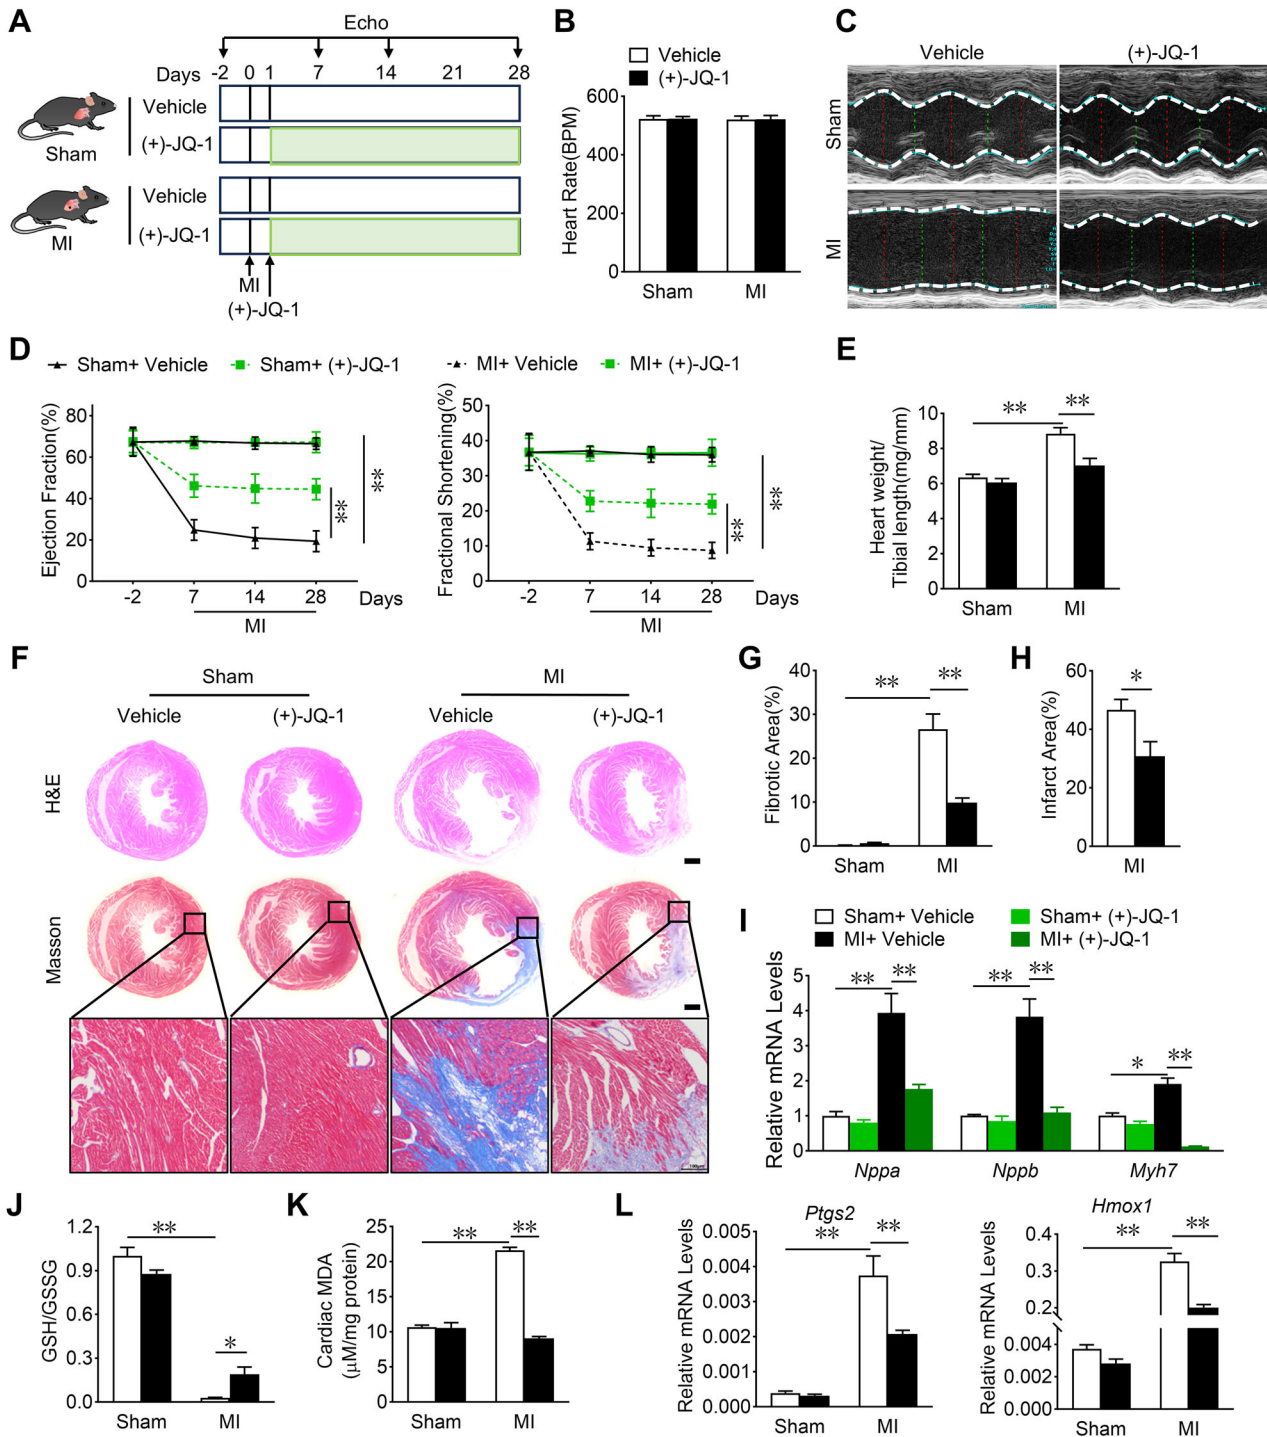 A
Echo
Days -2 0 1 7 14 21 28
Vehicle
(+)-JQ-1
Sham
Vehicle
(+)-JQ-1
MI
MI
(+)-JQ-1
B
Vehicle
(+)-JQ-1
Heart Rate(BPM)
600
400
200
0
Sham MI
C
Vehicle (+)-JQ-1
Sham
MI
D
Sham+ Vehicle Sham+ (+)-JQ-1 MI+ Vehicle MI+ (+)-JQ-1
Ejection Fraction(%)
80
60
40
20
0
**
**
-2 7 14 28 Days
MI
Fractional Shortening(%)
50
40
30
20
10
0
**
**
-2 7 14 28 Days
MI
E
Heart weight/
Tibial length(mg/mm)
10
8
6
4
2
0
** **
Sham MI
F
Sham MI
Vehicle (+)-JQ-1 Vehicle (+)-JQ-1
H&E
Masson
100μm
G
Fibrotic Area(%)
40
30
20
10
0
** **
Sham MI
H
Infarct Area(%)
60
40
20
0
*
MI
I
Sham+ Vehicle Sham+ (+)-JQ-1
MI+ Vehicle MI+ (+)-JQ-1
Relative mRNA Levels
5
4
3
2
1
0
** ** ** ** * **
Nppa Nppb Myh7
J
GSH/GSSG
1.2
0.9
0.6
0.3
0.0
** *
Sham MI
K
Cardiac MDA
(μM/mg protein)
25
20
15
10
5
0
** **
Sham MI
L
Ptgs2
Relative mRNA Levels
0.005
0.004
0.003
0.002
0.001
0.000
** **
Sham MI
Hmox1
Relative mRNA Levels
0.4
0.3
0.2
0.004
0.002
0.000
** **
Sham MI